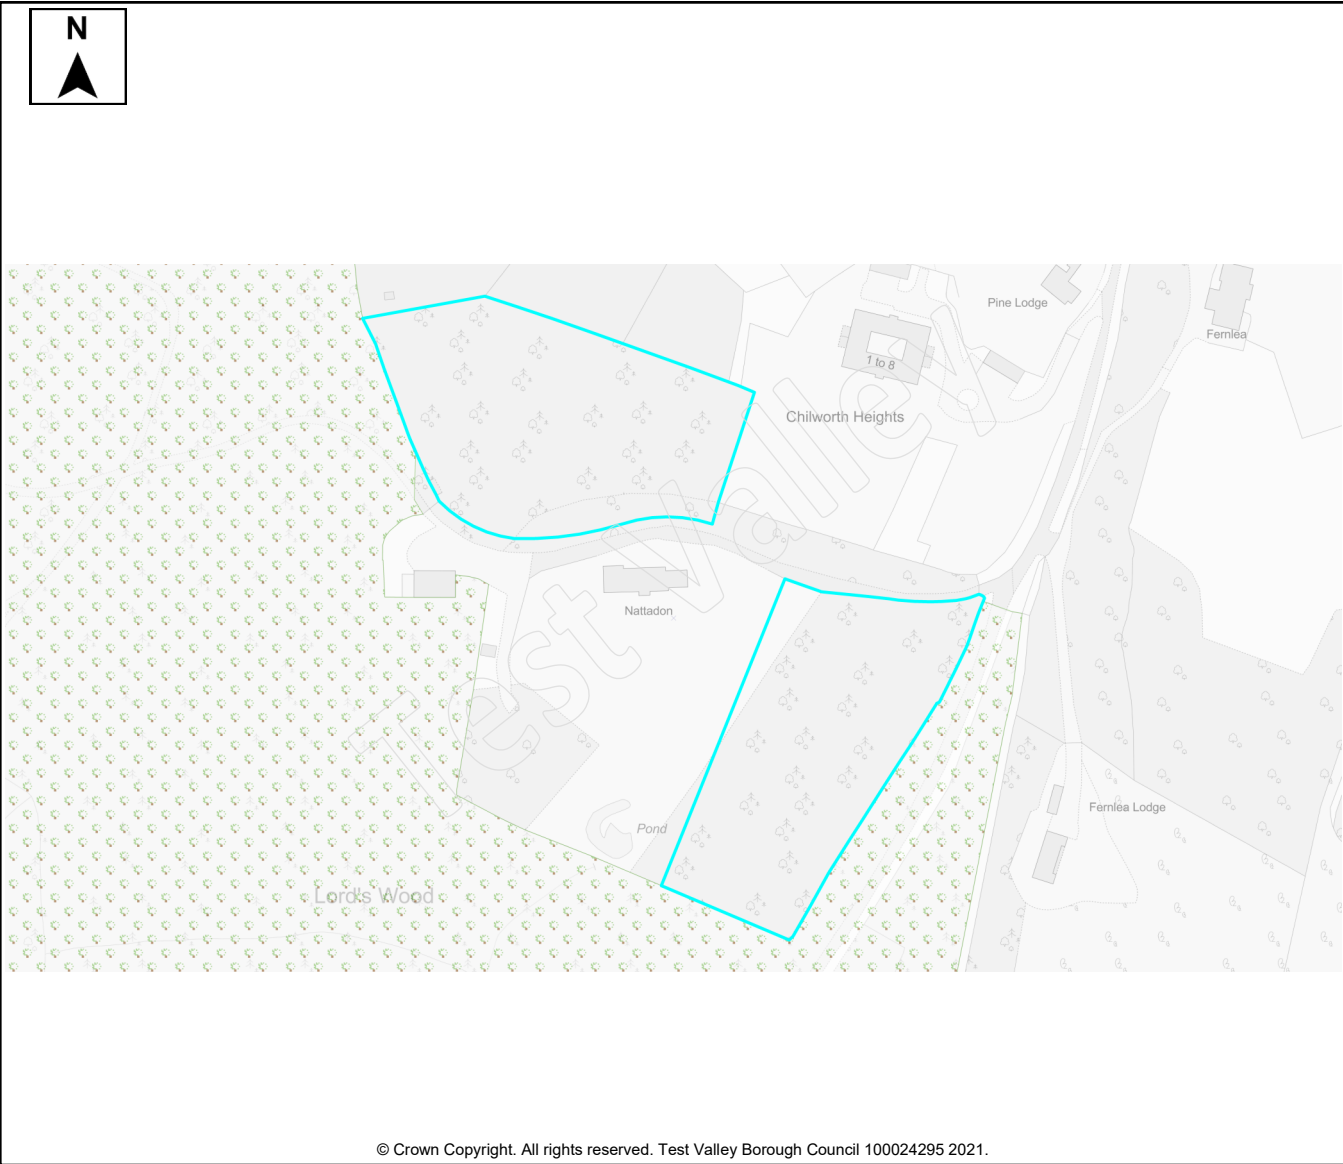 N
Pine Lodge
Fernlea
1 to 8
Chilworth Heights
Nattadon
Test Valle
C
Pond
Fernlea Lodge
Lord's Wood
© Crown Copyright. All rights reserved. Test Valley Borough Council 100024295 2021.